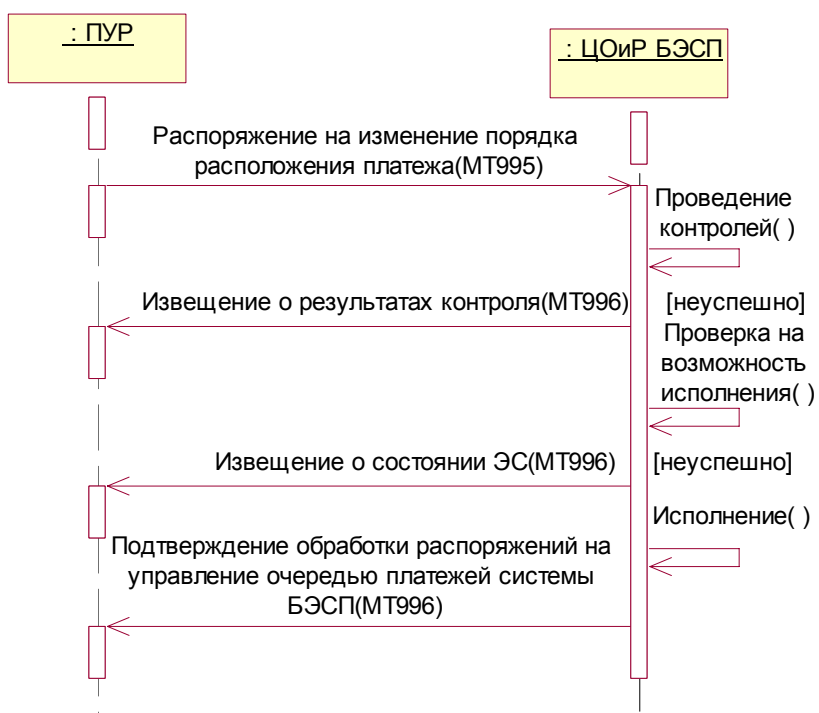 : ПУР
: ЦОиР БЭСП
Распоряжение на изменение порядка
расположения платежа(МТ995)
Проведение
контролей( )
Извещение о результатах контроля(МТ996)
[неуспешно]
Проверка на
возможность
исполнения( )
Извещение о состоянии ЭС(МТ996)
[неуспешно]
Исполнение( )
Подтверждение обработки распоряжений на
управление очередью платежей системы
БЭСП(МТ996)